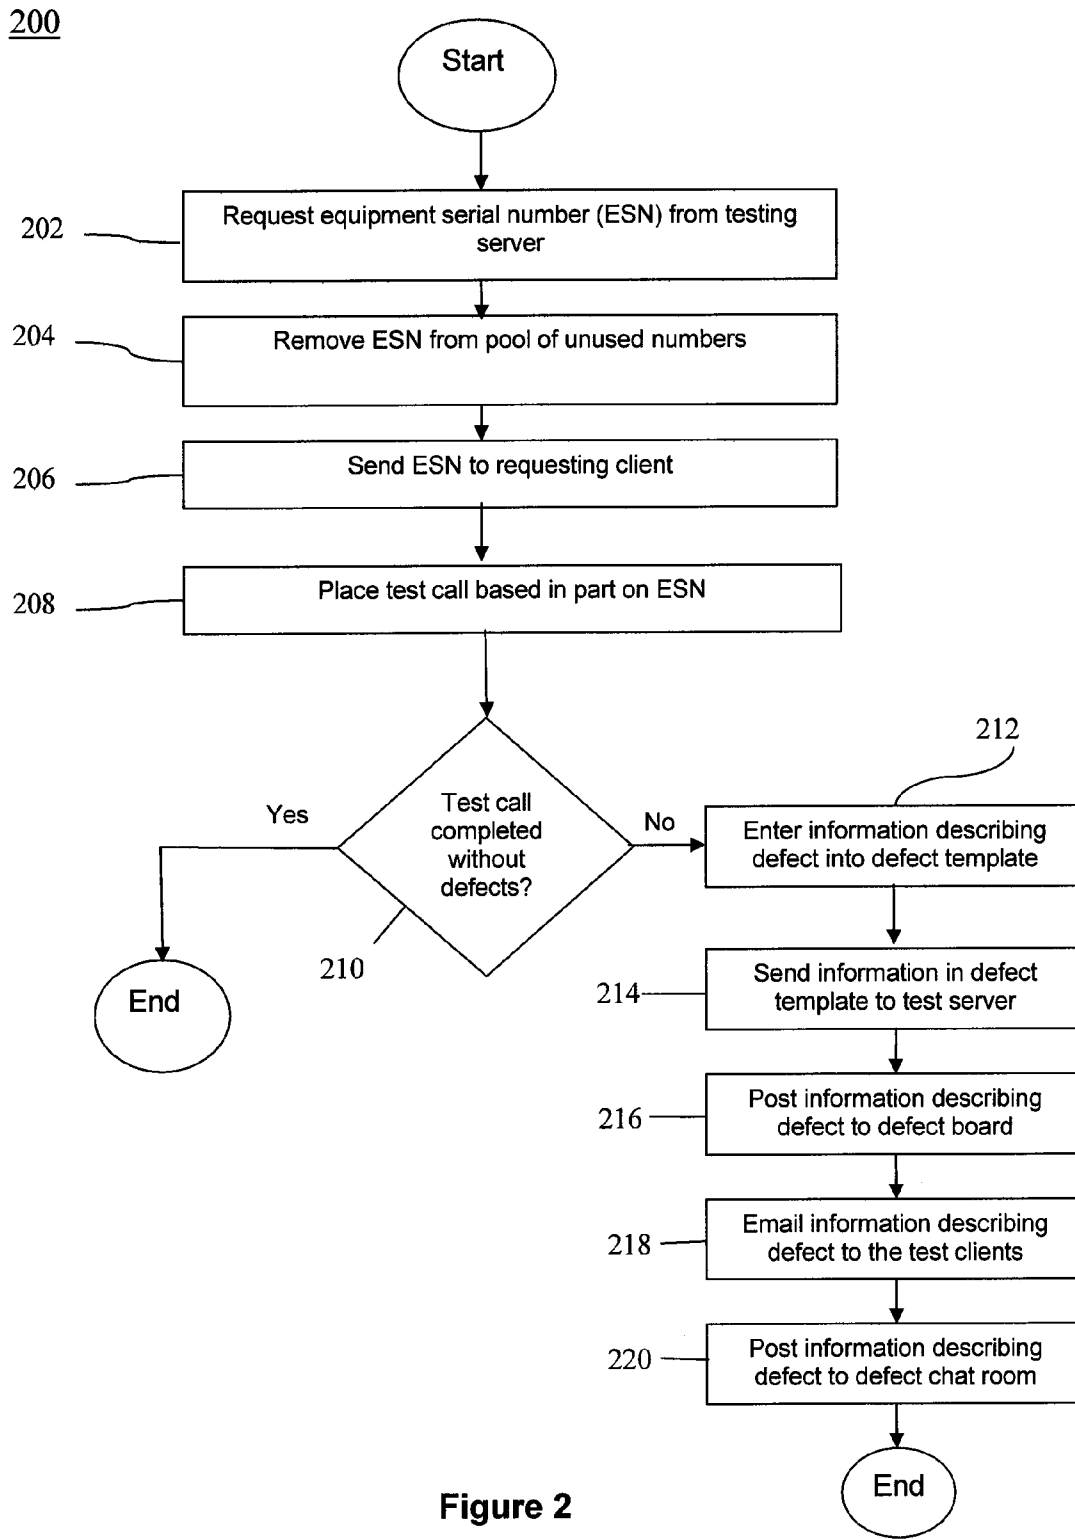 200
Start
202
Request equipment serial number (ESN) from testing
server
204
Remove ESN from pool of unused numbers
206
Send ESN to requesting client
208
Place test call based in part on ESN
212
Yes
Test call
completed
without
defects?
No
Enter information describing
defect into defect template
210
End
214
Send information in defect
template to test server
216
Post information describing
defect to defect board
218
Email information describing
defect to the test clients
220
Post information describing
defect to defect chat room
End
Figure 2